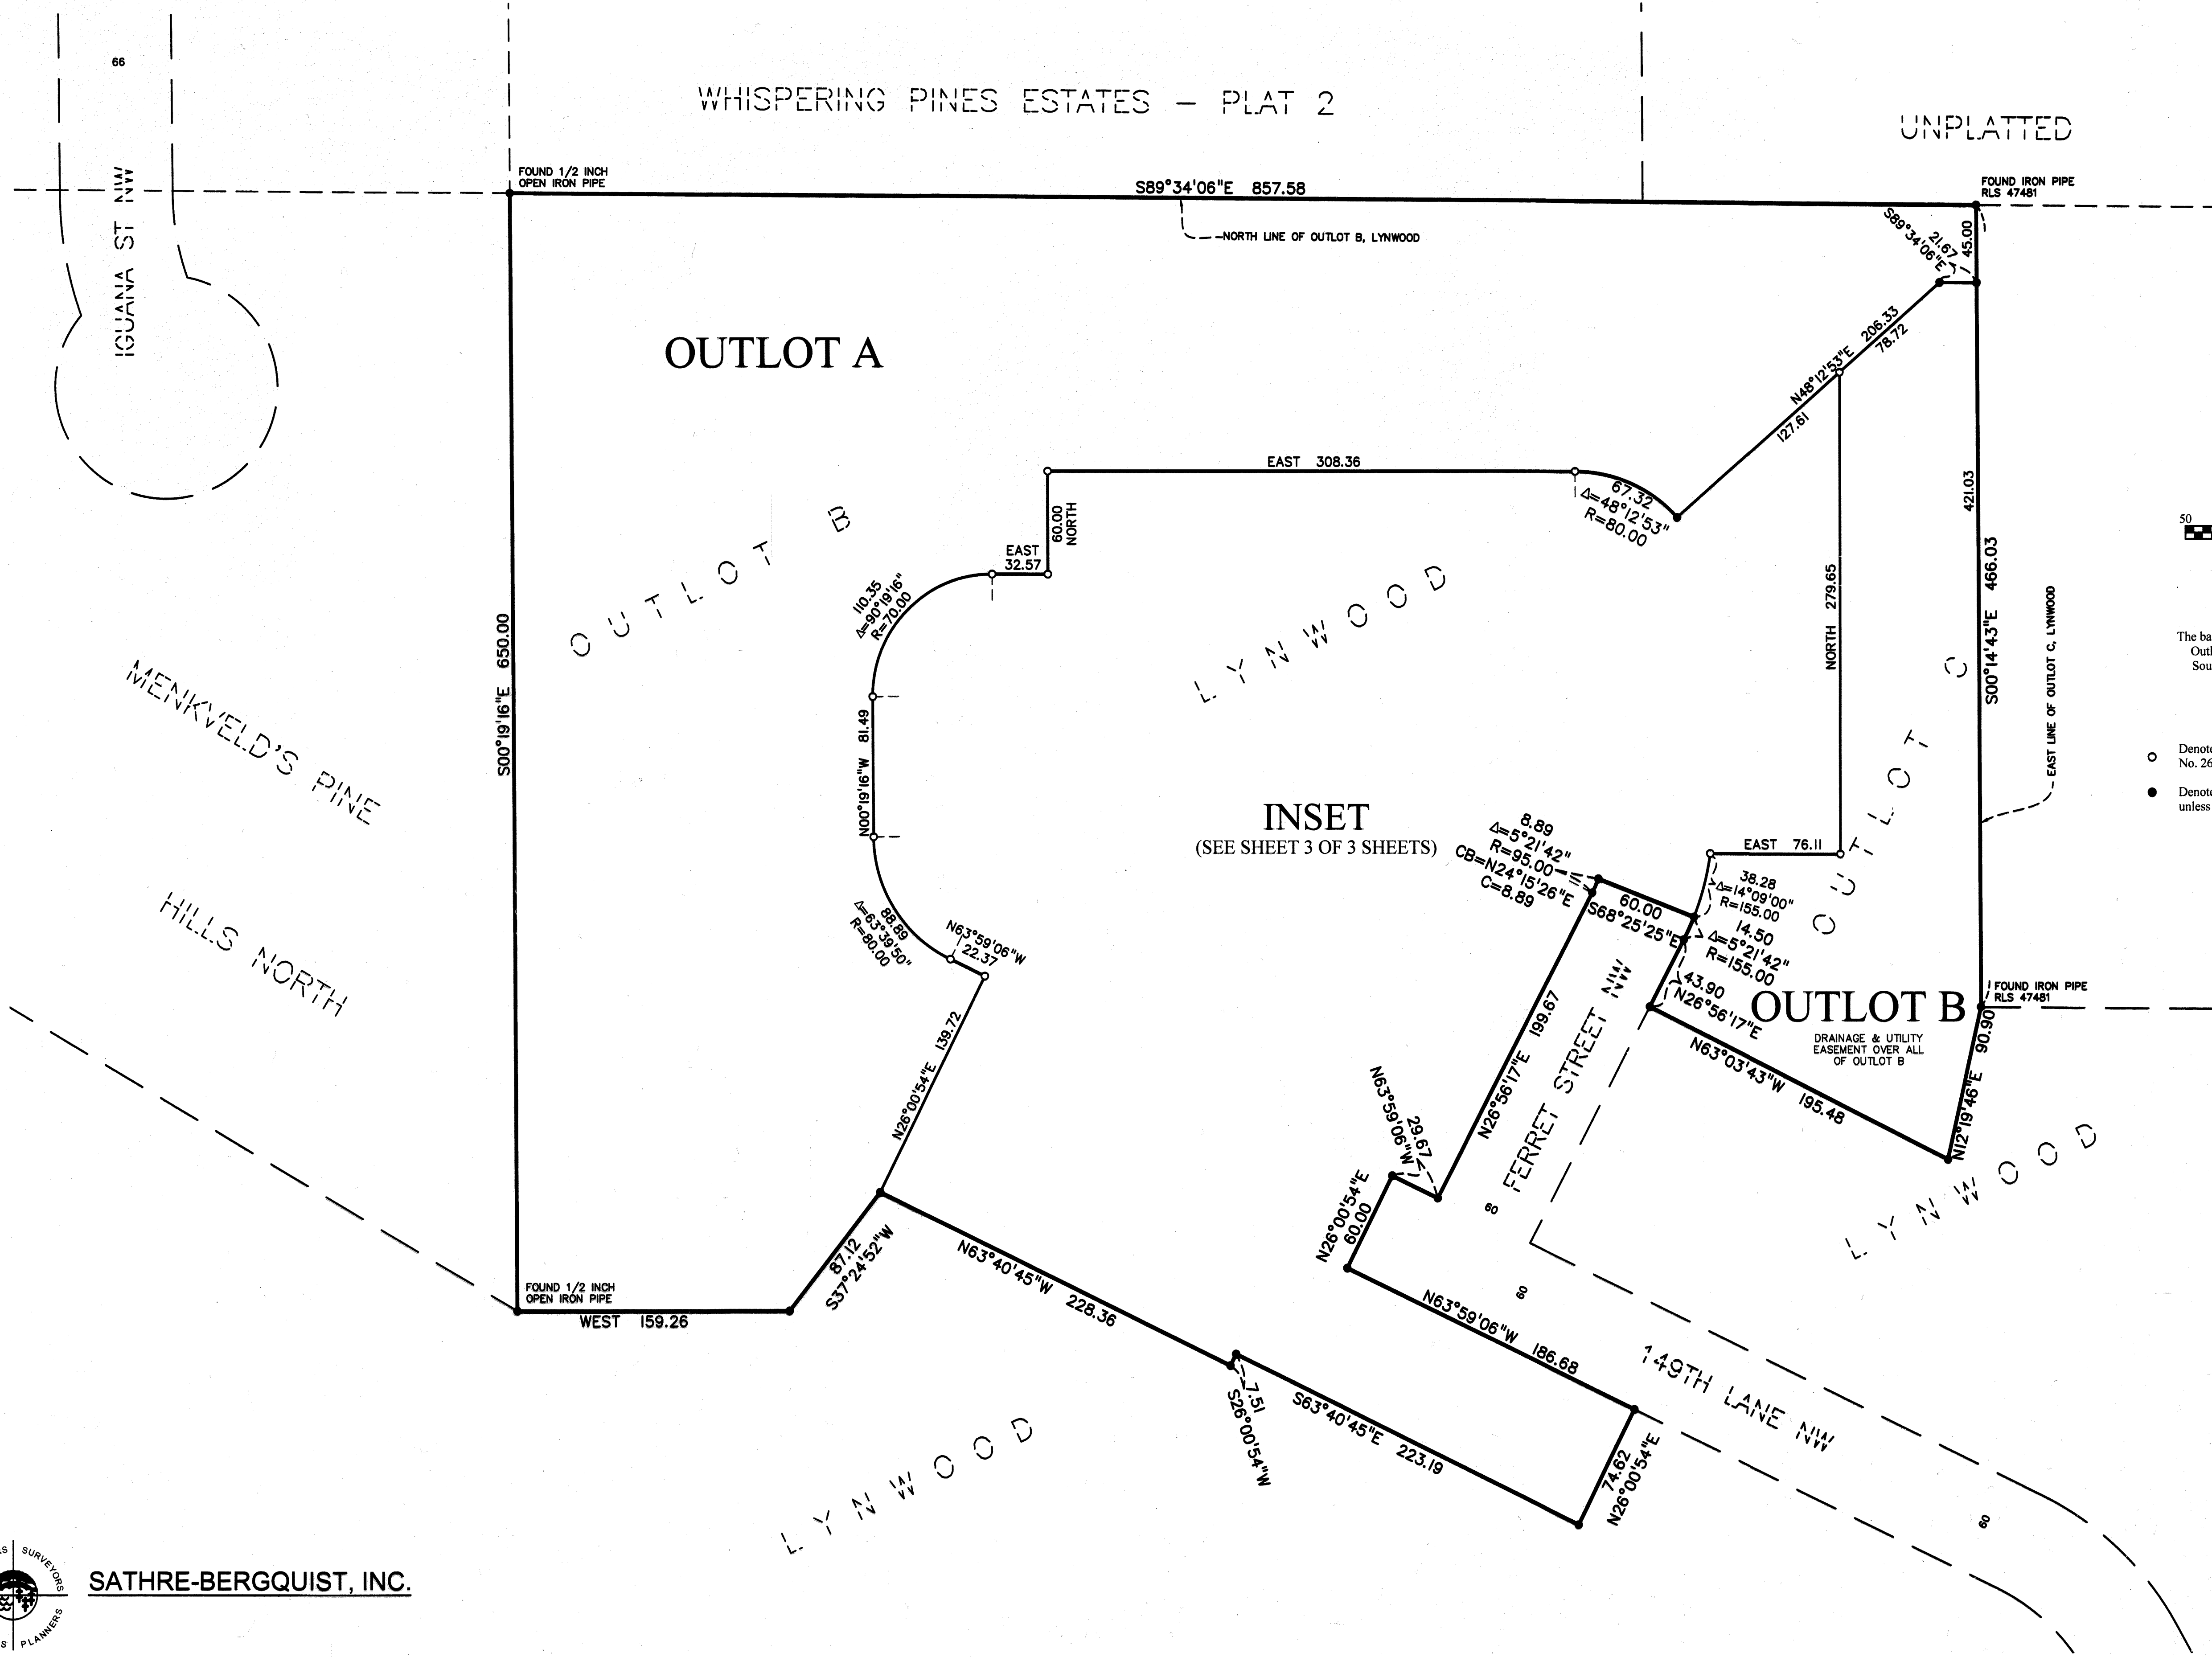 66
IGUANA ST NW
WHISPERING PINES ESTATES - PLAT 2
UNPLATTED
FOUND 1/2 INCH
OPEN IRON PIPE
S89°34'06"E 857.58
NORTH LINE OF OUTLOT B, LYNWOOD
FOUND IRON PIPE
RLS 47481
S89°34'06"E
21.67
45.00
OUTLOT A
N48°12'53"E 206.33
78.72
127.61
EAST 308.36
67.32
Δ=48°12'53"
R=80.00
60.00
NORTH
EAST
32.57
OUTLOT B
LYNWOOD
110.35
Δ=90°19'16"
R=70.00
S00°19'16"E 650.00
N00°19'16"W 81.49
NORTH 279.65
421.03
S00°14'43"E 466.03
EAST LINE OF OUTLOT C, LYNWOOD
OUTLOT C
50
The ba
Outl
Sou
Denote
No. 26
Denote
unless
MENKVELD'S PINE
HILLS NORTH
INSET
(SEE SHEET 3 OF 3 SHEETS)
8.89
Δ=5°21'42"
R=95.00
CB=N24°15'26"E
C=8.89
60.00
S68°25'25"E
EAST 76.11
38.28
Δ=14°09'00"
R=155.00
14.50
Δ=5°21'42"
R=155.00
43.90
N26°56'17"E
88.89
Δ=63°39'50"
R=80.00
N63°59'06"W
22.37
N26°00'54"E 139.72
OUTLOT B
DRAINAGE & UTILITY
EASEMENT OVER ALL
OF OUTLOT B
FOUND IRON PIPE
RLS 47481
N12°19'46"E 90.90
N63°03'43"W 195.48
N26°56'17"E 199.67
FERRET STREET NW
60
N63°59'06"W
29.67
N26°00'54"E
60.00
60
LYNWOOD
FOUND 1/2 INCH
OPEN IRON PIPE
WEST 159.26
87.12
S37°24'52"W
N63°40'45"W 228.36
N63°59'06"W 186.68
149TH LANE NW
7.51
S26°00'54"W
S63°40'45"E 223.19
74.62
N26°00'54"E
60
LYNWOOD
SURVEYORS
PLANNERS
SATHRE-BERGQUIST, INC.